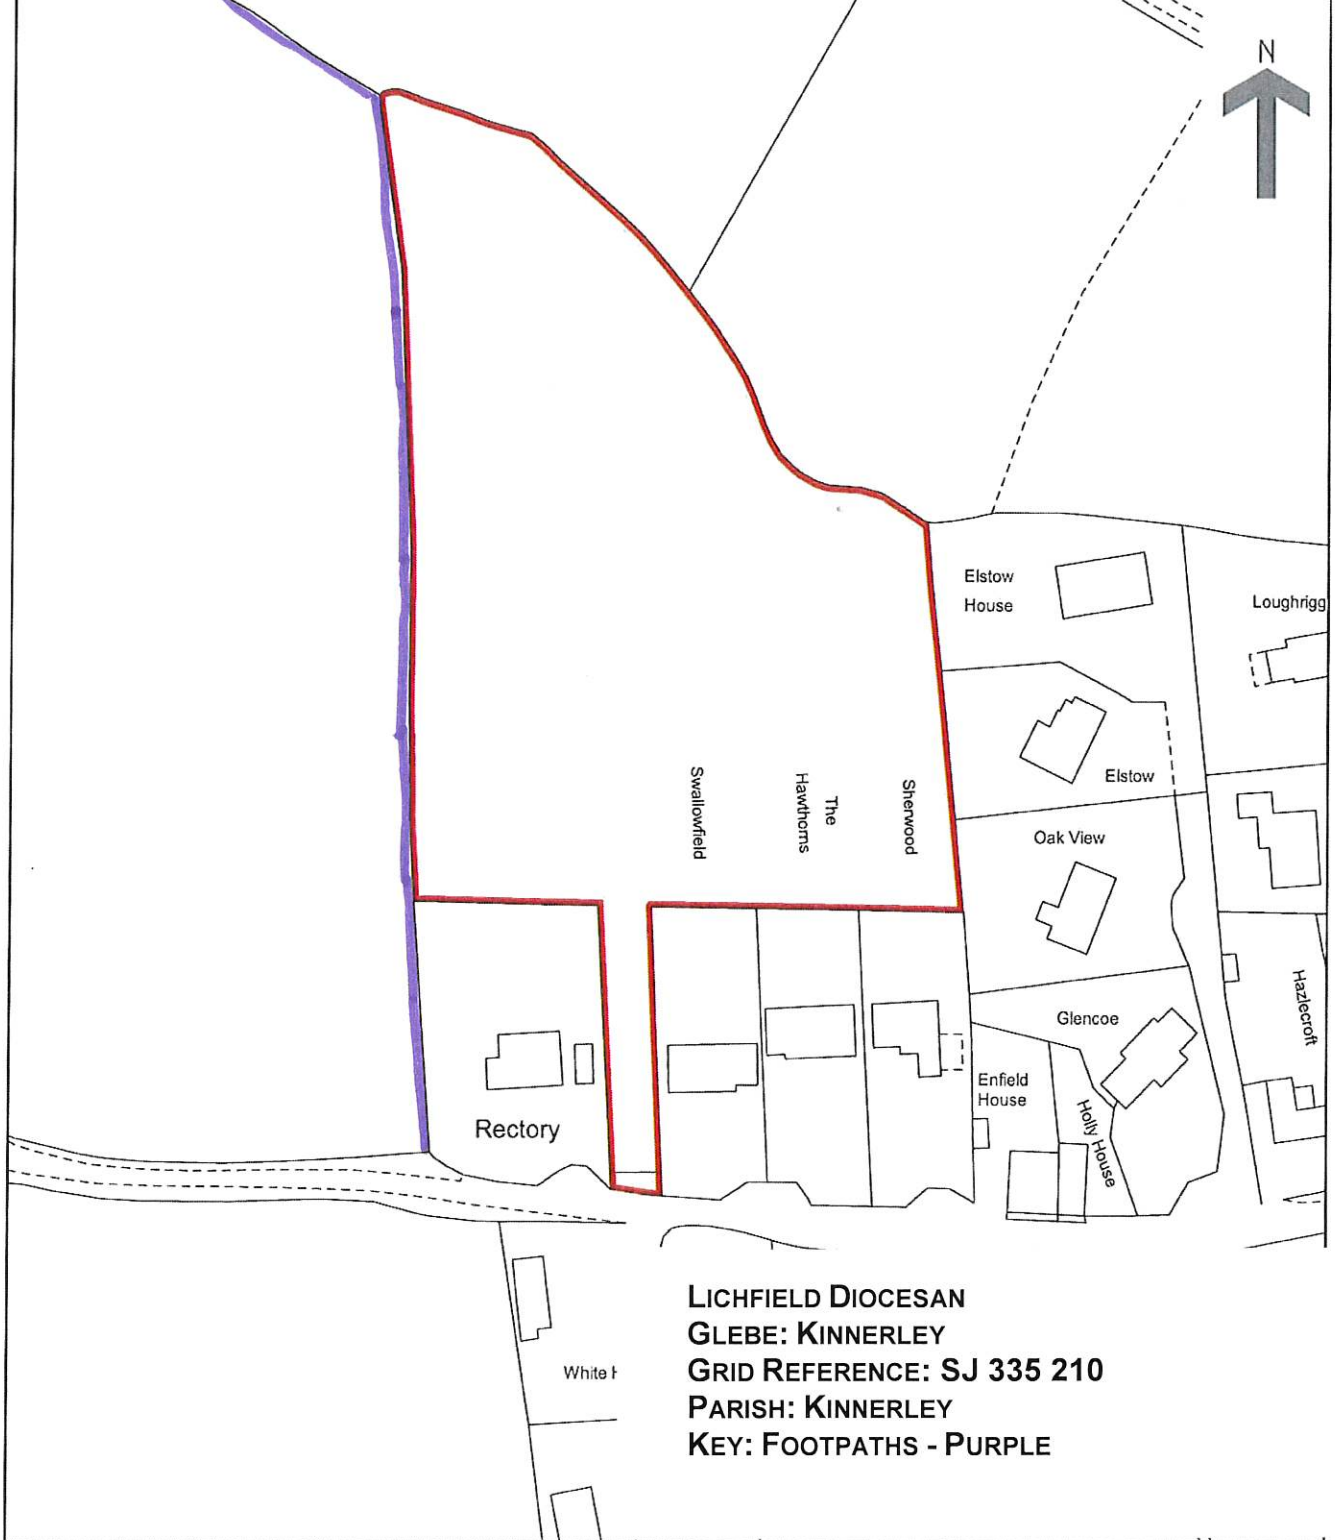 N
Elstow
House
Loughrigg
Elstow
Swallowfield
The
Hawthorns
Sherwood
Oak View
Hazlecroft
Glencoe
Enfield
House
Holly House
Rectory
White
LICHFIELD DIOCESAN
GLEBE: KINNERLEY
GRID REFERENCE: SJ 335 210
PARISH: KINNERLEY
KEY: FOOTPATHS - PURPLE